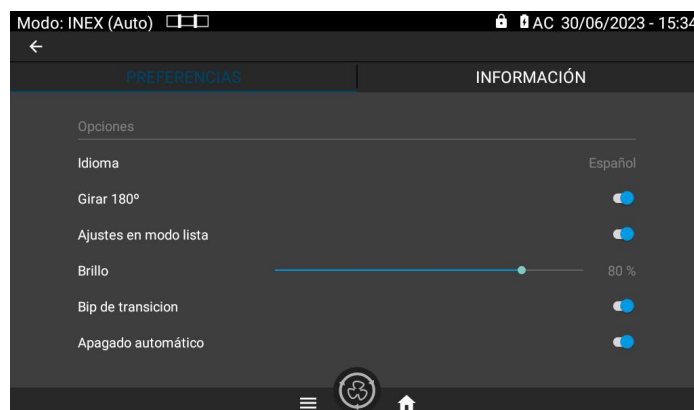 Modo: INEX (Auto) AC 30/06/2023 - 15:34
PREFERENCIAS INFORMACIÓN
Opciones
Idioma Español
Girar 180º
Ajustes en modo lista
Brillo 80 %
Bip de transicion
Apagado automático